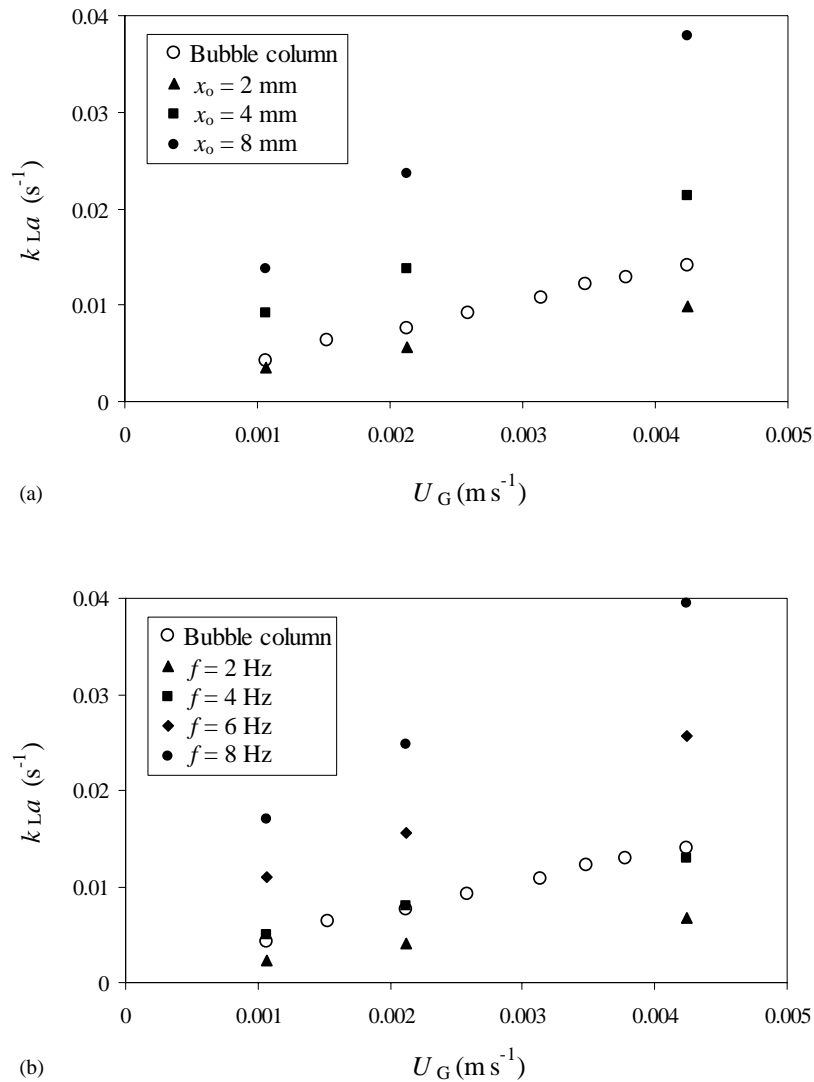 0.04
0.03
0.02
0.01
0
Bubble column
xₒ = 2 mm
xₒ = 4 mm
xₒ = 8 mm
k_L a (s⁻¹)
0 0.001 0.002 0.003 0.004 0.005
(a)
U_G (m s⁻¹)
0.04
0.03
0.02
0.01
0
Bubble column
f = 2 Hz
f = 4 Hz
f = 6 Hz
f = 8 Hz
k_L a (s⁻¹)
0 0.001 0.002 0.003 0.004 0.005
(b)
U_G (m s⁻¹)